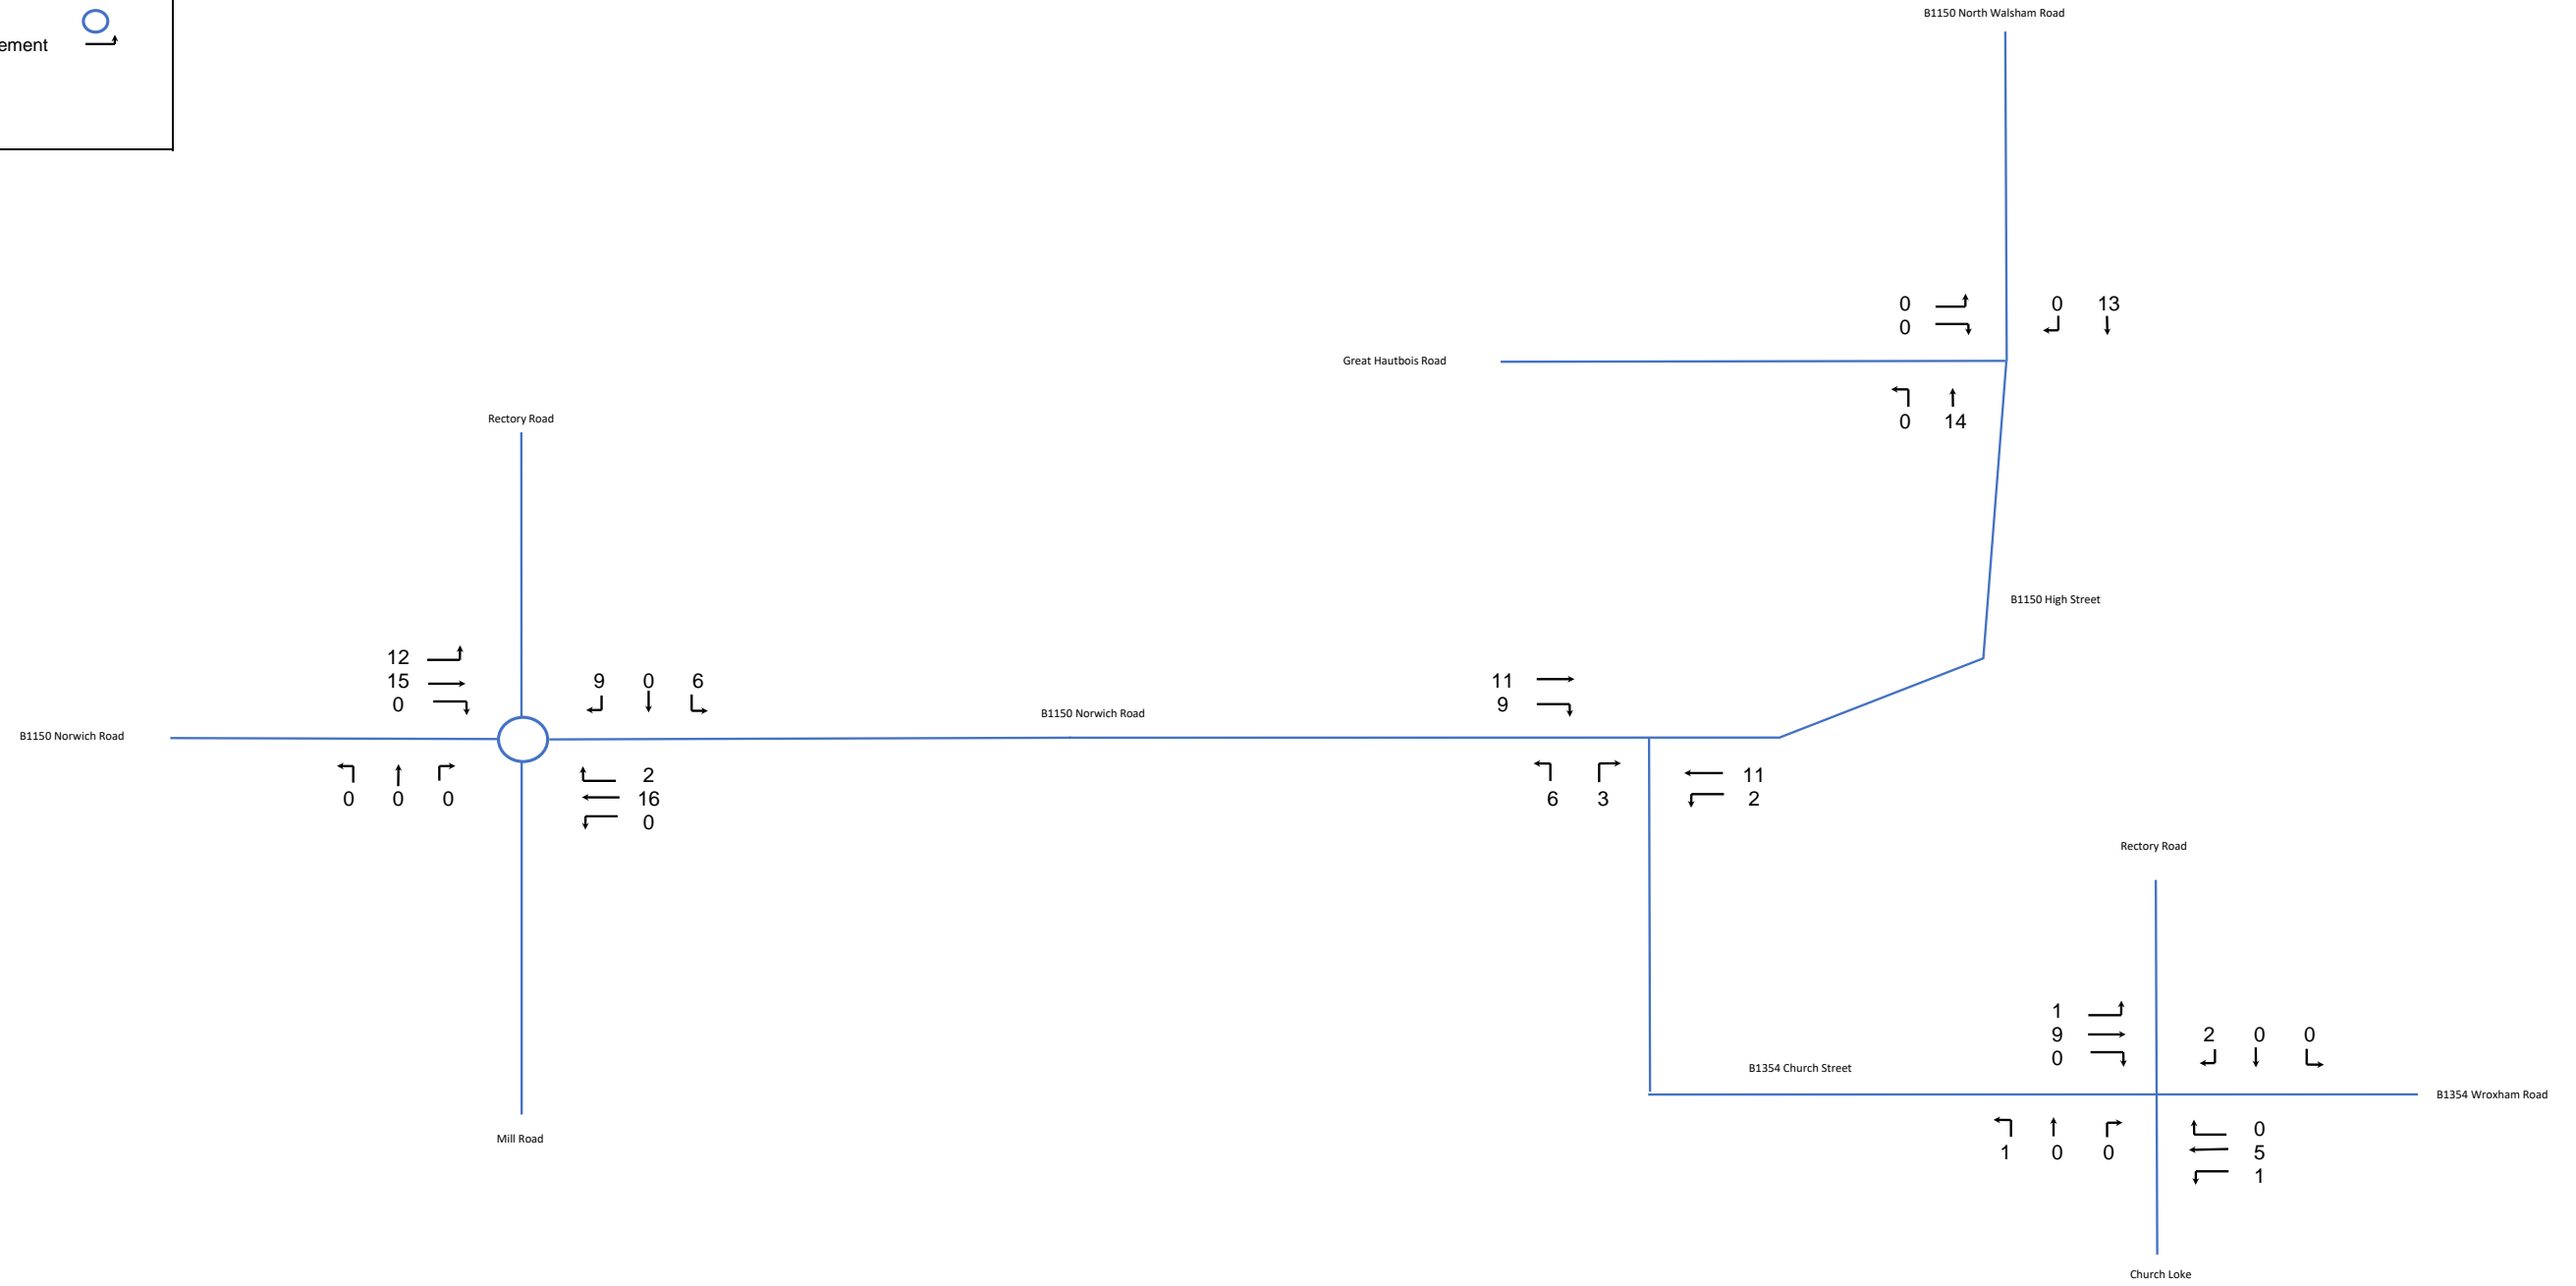 B1150 North Walsham Road
0 0 13
0
Great Hautbois Road
0 14
Rectory Road
B1150 High Street
12
15 9 0 6
0
11
9
B1150 Norwich Road
B1150 Norwich Road
2
0 0 0 16
0
11
6 3 2
Rectory Road
1
9 2 0 0
0
B1354 Church Street
B1354 Wroxham Road
0
1 0 0 5
1
Mill Road
Church Loke